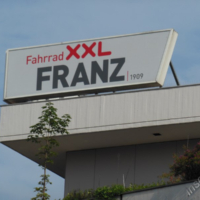 Fahrrad XXL
FRANZ | 1909